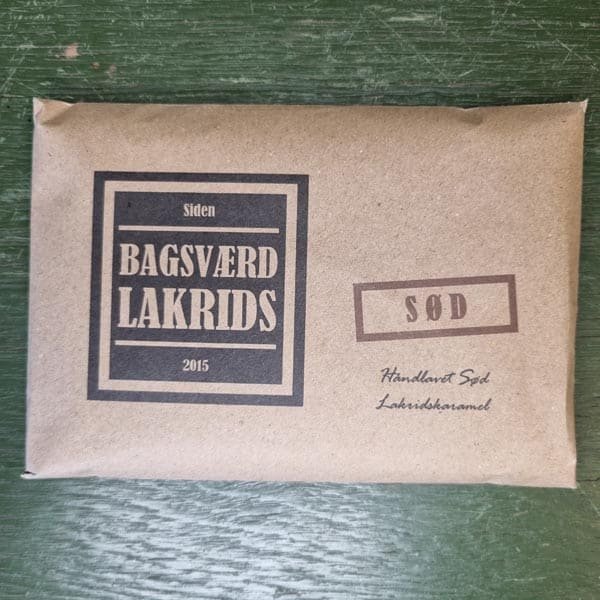 Siden
BAGSVÆRD
LAKRIDS
2015
SØD
Håndlavet Sød
Lakridskaramel